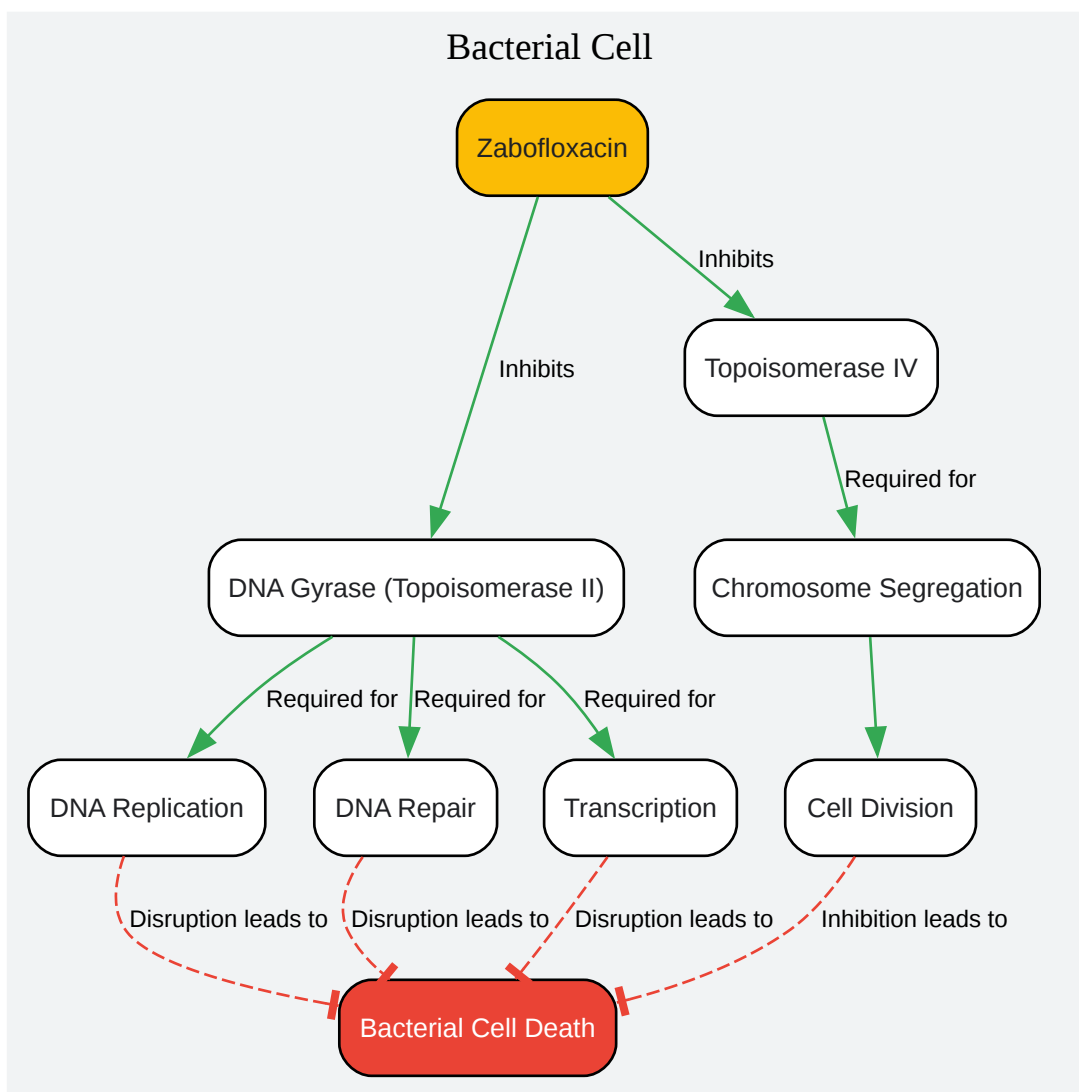 Bacterial Cell
Zabofloxacin
Inhibits
Inhibits
Topoisomerase IV
Required for
DNA Gyrase (Topoisomerase II)
Chromosome Segregation
Required for
Required for
Required for
DNA Replication
DNA Repair
Transcription
Cell Division
Disruption leads to
Disruption leads to
Disruption leads to
Inhibition leads to
Bacterial Cell Death